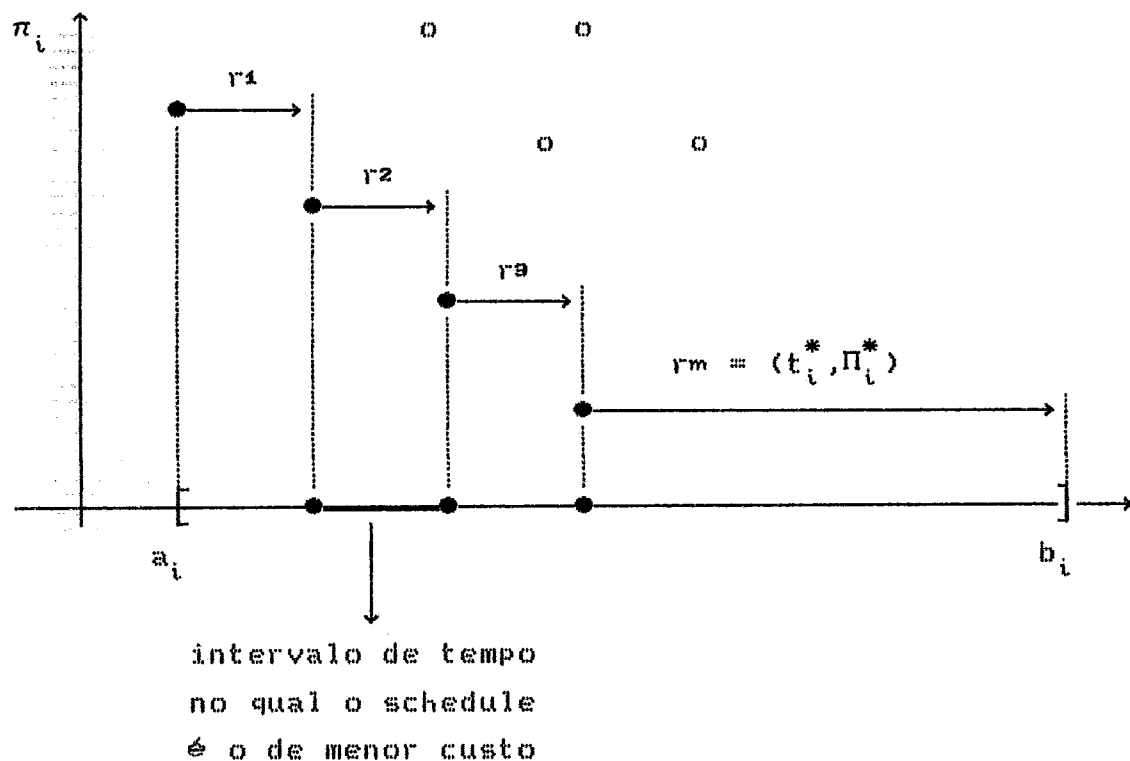 π_i
r1
r2
r3
rm = (t_i^*,Π_i^*)
a_i
b_i
intervalo de tempo
no qual o schedule
é o de menor custo